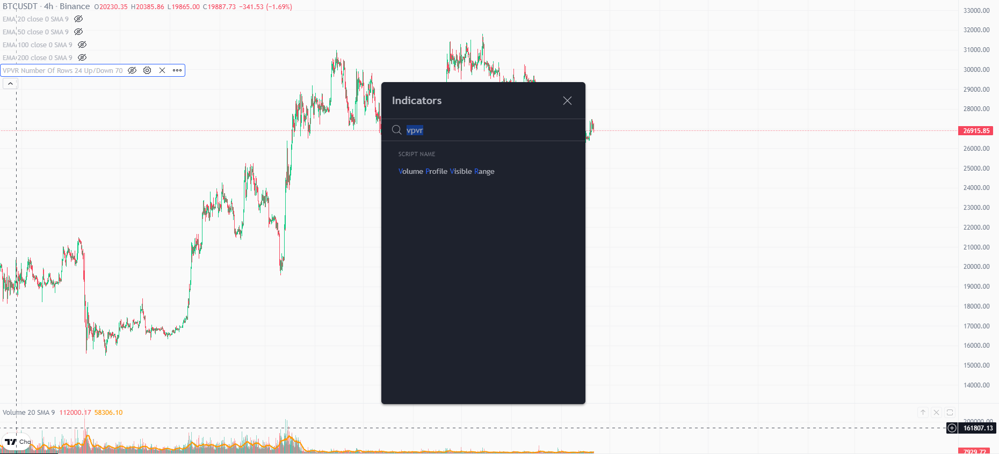 BTCUSDT · 4h · Binance O20230.35 H20385.86 L19865.00 C19887.73 −341.53 (−1.69%)
EMA 20 close 0 SMA 9
EMA 50 close 0 SMA 9
EMA 100 close 0 SMA 9
EMA 200 close 0 SMA 9
VPVR Number Of Rows 24 Up/Down 70
Indicators
vpvr
SCRIPT NAME
Volume Profile Visible Range
33000.00
32000.00
31000.00
30000.00
29000.00
28000.00
26915.85
26000.00
25000.00
24000.00
23000.00
22000.00
21000.00
20000.00
19000.00
18000.00
17000.00
16000.00
15000.00
14000.00
Volume 20 SMA 9 112000.17 58306.10
200000.00
161807.13
Cha
7929.72